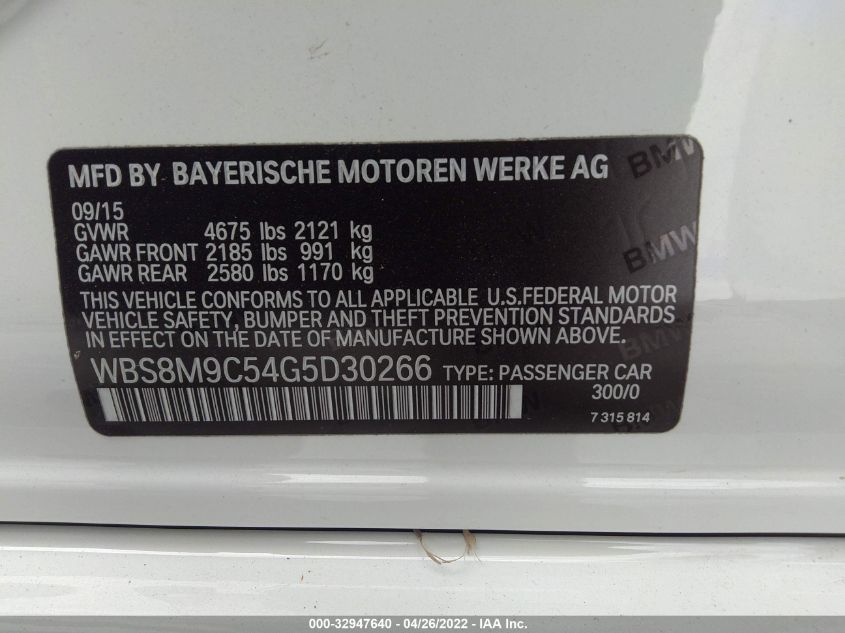 MFD BY BAYERISCHE MOTOREN WERKE AG
09/15
GVWR 4675 lbs 2121 kg
GAWR FRONT 2185 lbs 991 kg
GAWR REAR 2580 lbs 1170 kg
THIS VEHICLE CONFORMS TO ALL APPLICABLE U.S.FEDERAL MOTOR
VEHICLE SAFETY, BUMPER AND THEFT PREVENTION STANDARDS
IN EFFECT ON THE DATE OF MANUFACTURE SHOWN ABOVE.
WBS8M9C54G5D30266 TYPE: PASSENGER CAR
300/0
7 315 814
BMW
BMW
000-32947640 - 04/26/2022 - IAA Inc.